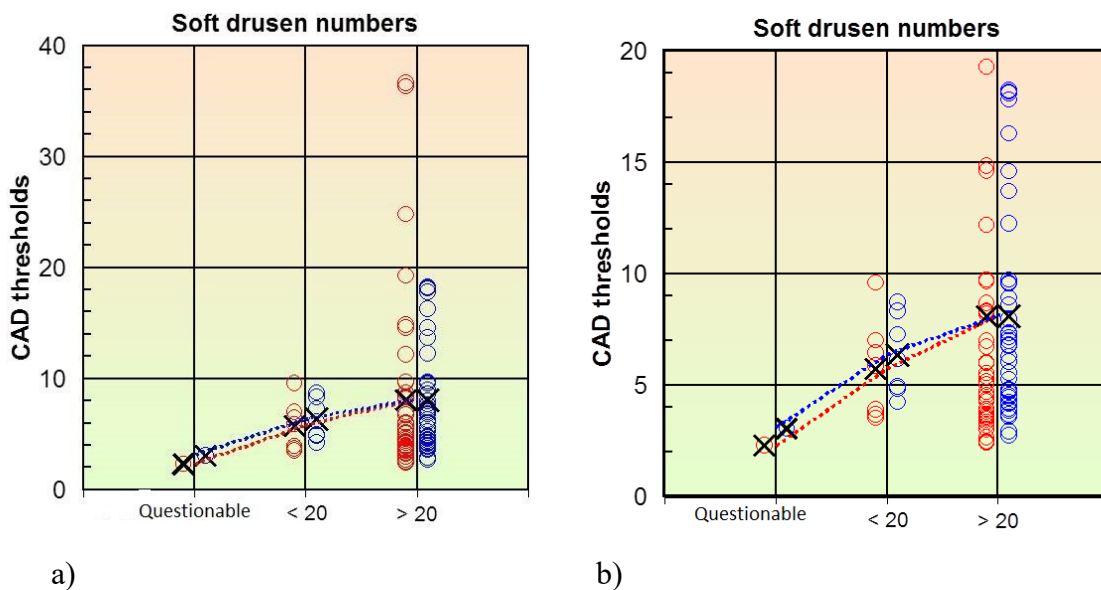 Soft drusen numbers
CAD thresholds
40
30
20
10
0
Questionable
< 20
> 20
a)
Soft drusen numbers
CAD thresholds
20
15
10
5
0
Questionable
< 20
> 20
b)